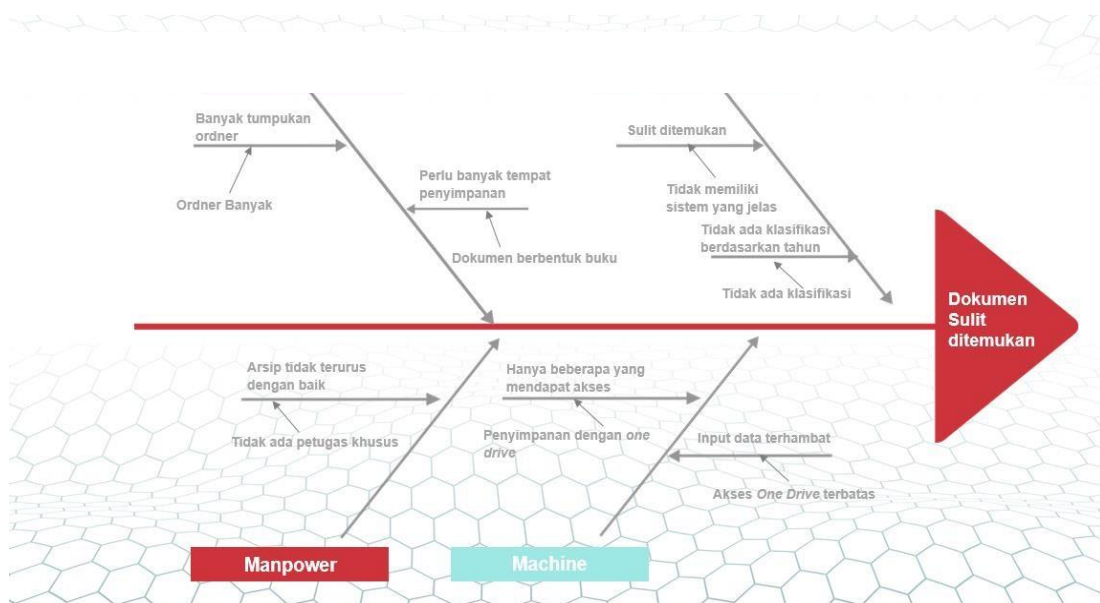 Banyak tumpukan
ordner
Ordner Banyak
Perlu banyak tempat
penyimpanan
Dokumen berbentuk buku
Sulit ditemukan
Tidak memiliki
sistem yang jelas
Tidak ada klasifikasi
berdasarkan tahun
Tidak ada klasifikasi
Dokumen
Sulit
ditemukan
Arsip tidak terurus
dengan baik
Tidak ada petugas khusus
Hanya beberapa yang
mendapat akses
Penyimpanan dengan one
drive
Input data terhambat
Akses One Drive terbatas
Manpower
Machine